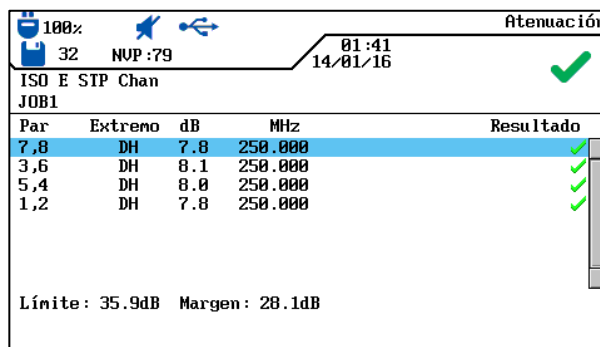 100% Atenuación
32 NVP:79 01:41
14/01/16
ISO E STP Chan
JOB1
Par Extremo dB MHz Resultado
7,8 DH 7.8 250.000
3,6 DH 8.1 250.000
5,4 DH 8.0 250.000
1,2 DH 7.8 250.000
Límite: 35.9dB Margen: 28.1dB